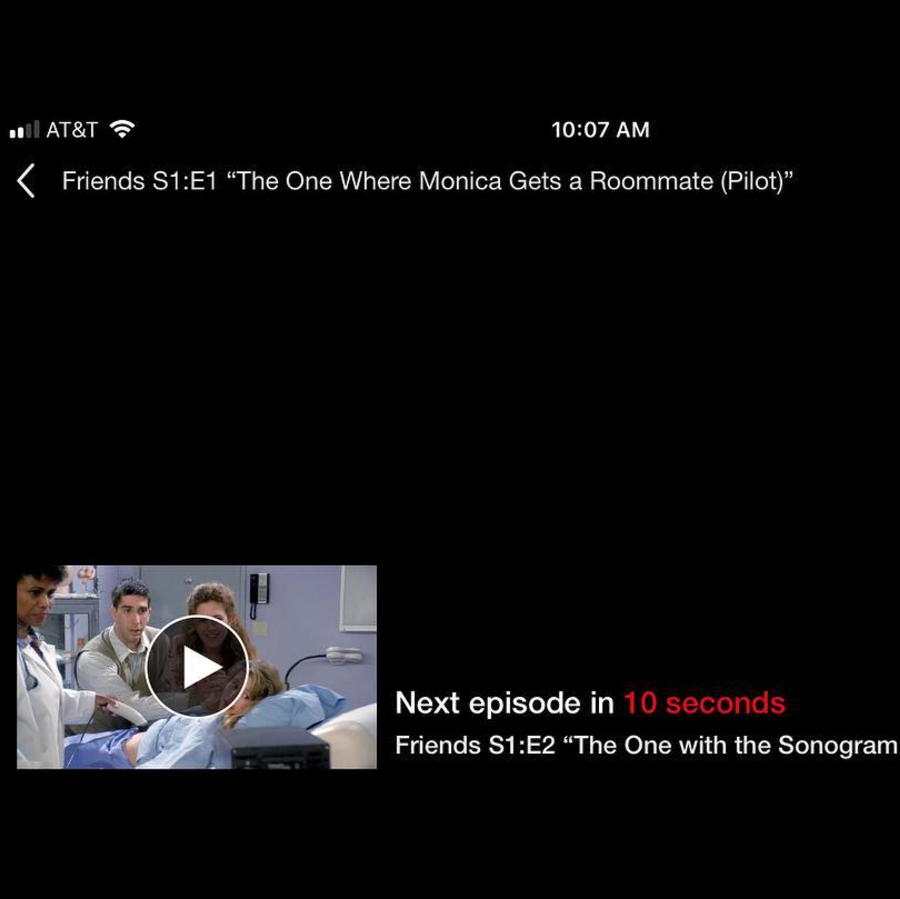 AT&T 10:07 AM
Friends S1:E1 “The One Where Monica Gets a Roommate (Pilot)”
Next episode in 10 seconds
Friends S1:E2 “The One with the Sonogram